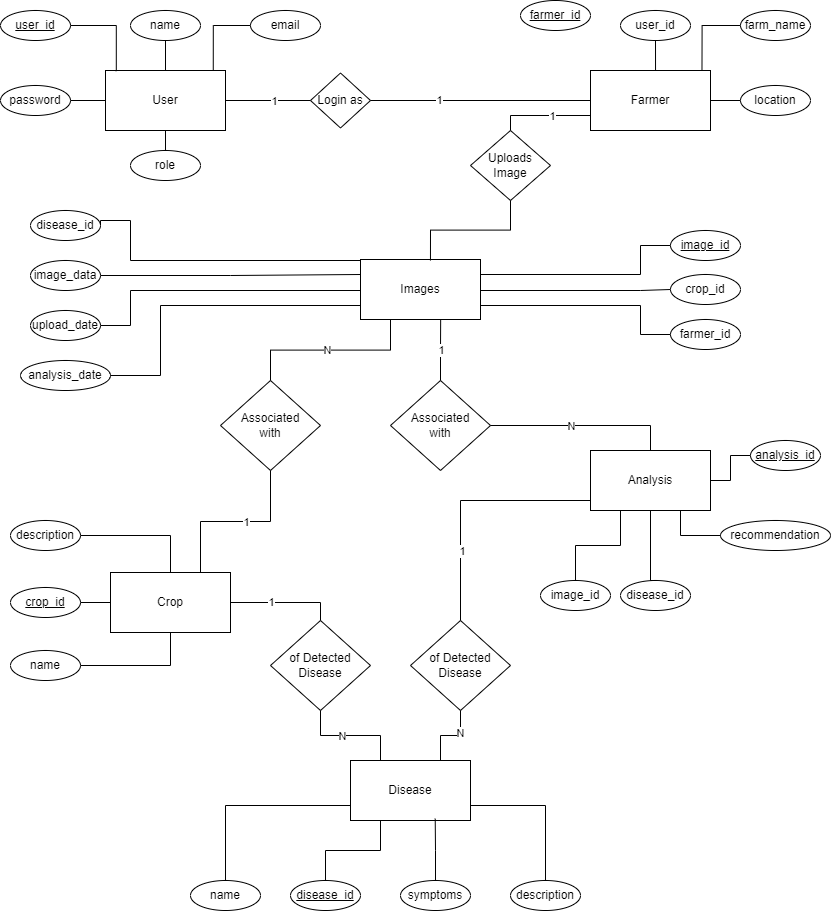 farmer_id
user_id
name
email
user_id
farm_name
password
User
1
Login as
1
Farmer
location
1
role
Uploads
Image
disease_id
image_id
image_data
Images
crop_id
upload_date
farmer_id
N
1
analysis_date
Associated
with
Associated
with
N
analysis_id
Analysis
1
description
recommendation
1
crop_id
Crop
1
image_id
disease_id
name
of Detected
Disease
of Detected
Disease
N
N
Disease
name
disease_id
symptoms
description